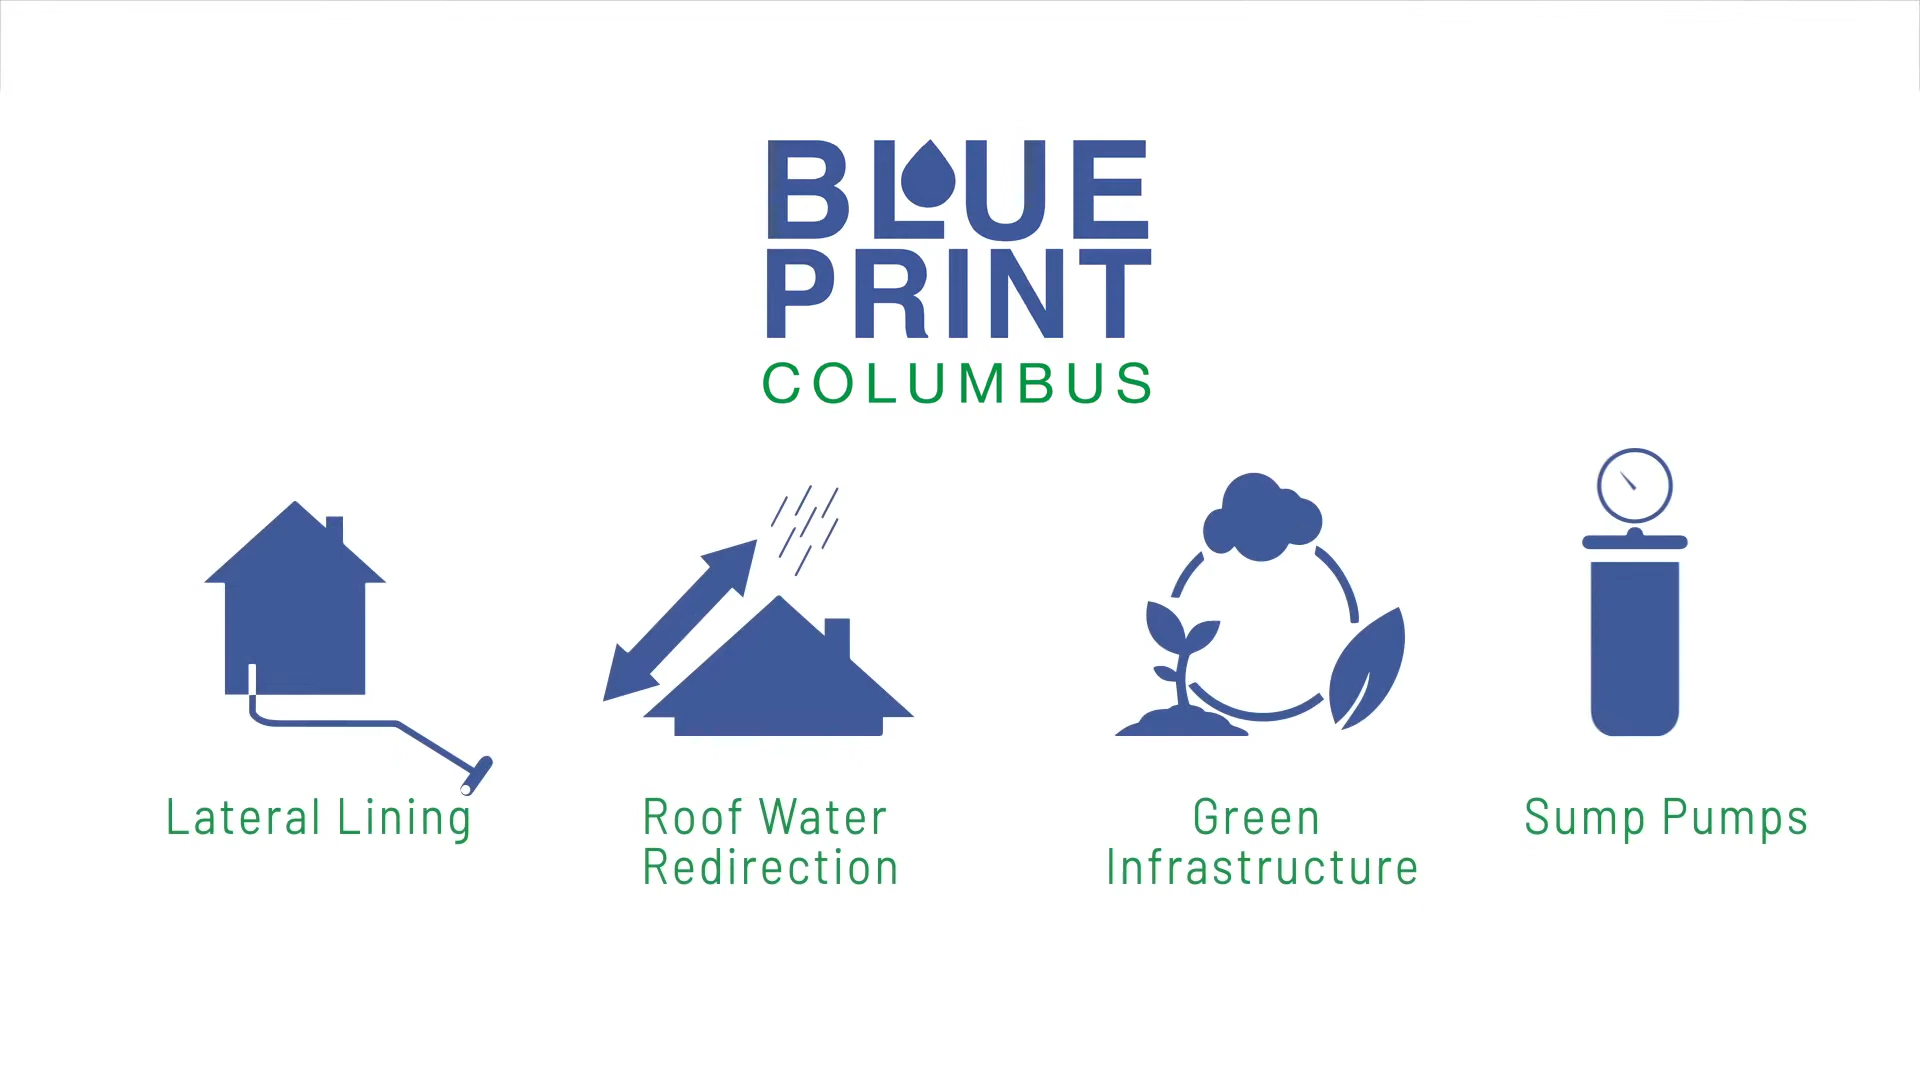 BLUE
PRINT
COLUMBUS
Lateral Lining
Roof Water
Redirection
Green
Infrastructure
Sump Pumps